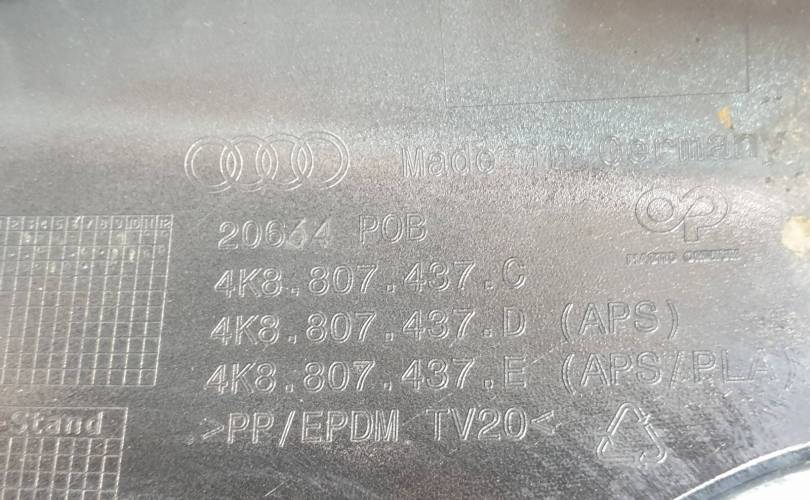 Made in Germany
20634 POB
4K8.807.437.C
4K8.807.437.D (APS)
4K8.807.437.E (APS/PLA)
>PP/EPDM TV20<
-Stand